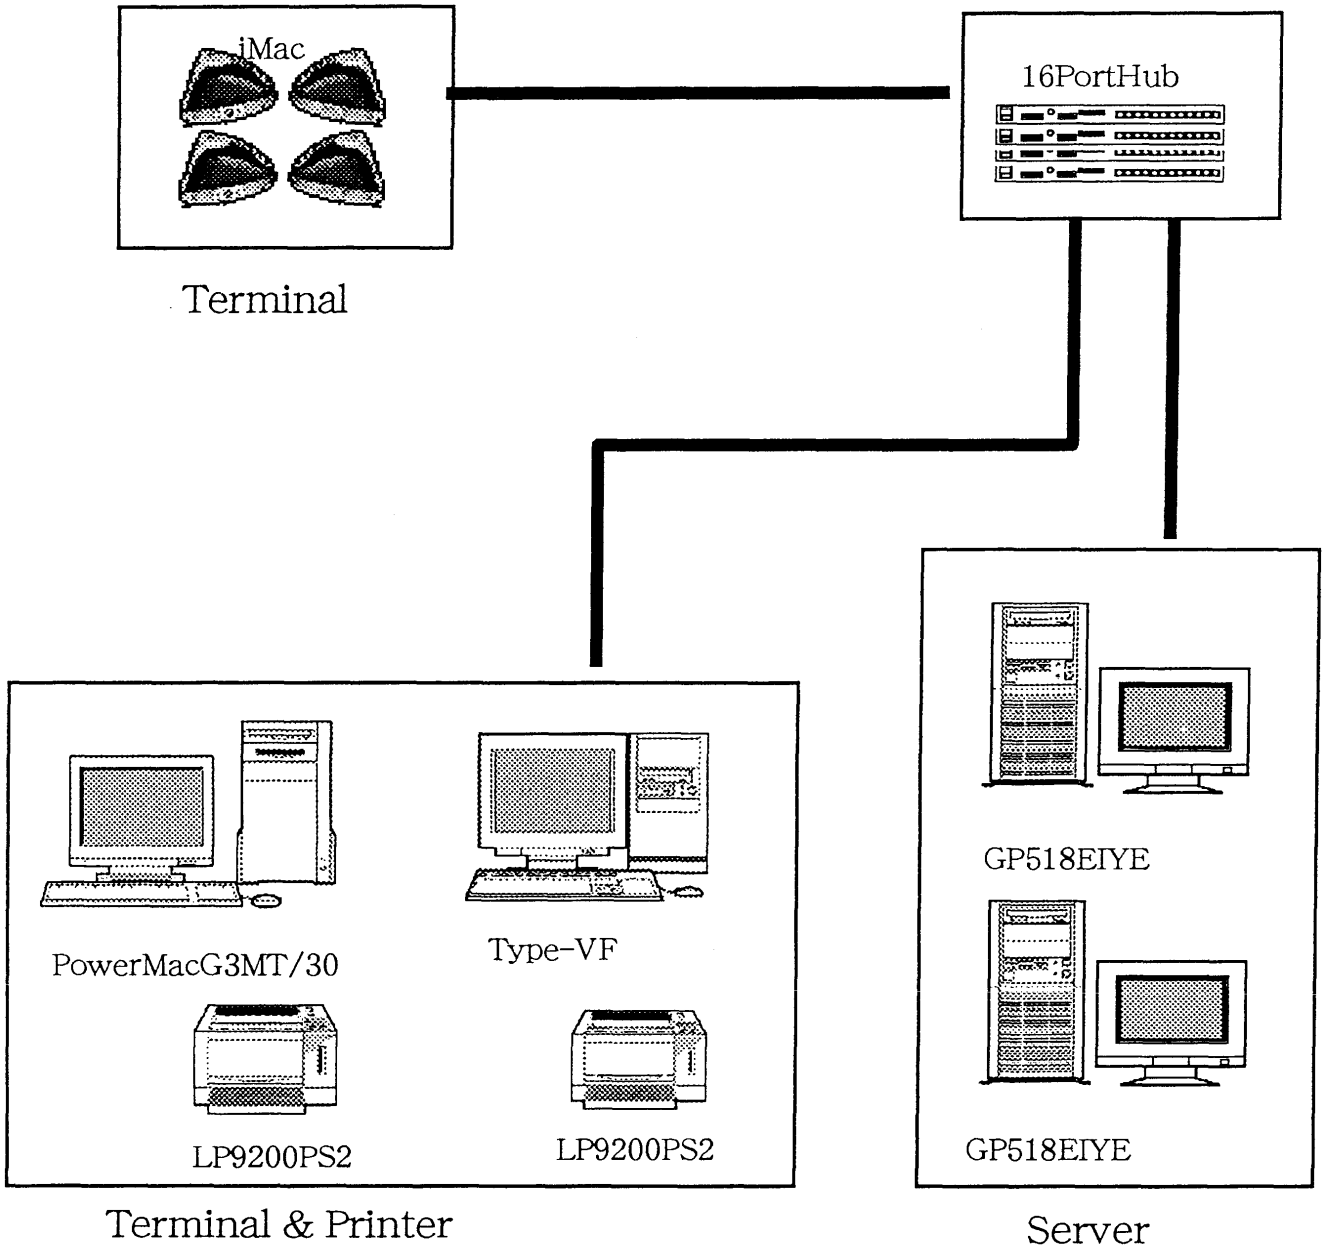 iMac
16PortHub
Terminal
GP518EIYE
PowerMacG3MT/30
Type-VF
LP9200PS2
LP9200PS2
GP518EIYE
Terminal & Printer
Server